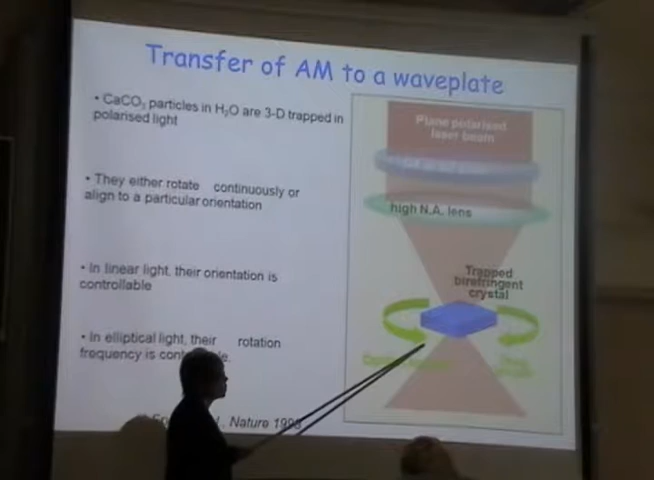 Transfer of AM to a waveplate
• CaCO₃ particles in H₂O are 3-D trapped in
polarised light
• They either rotate continuously or
align to a particular orientation
• In linear light, their orientation is
controllable
• In elliptical light, their rotation
frequency is
Nature
Plane polarised
laser beam
high N.A. lens
Trapped
birefringent
crystal